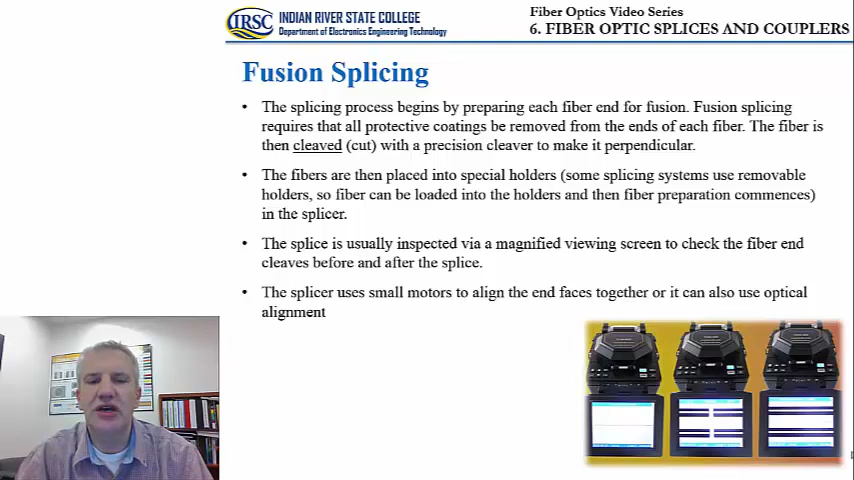 IRSC
INDIAN RIVER STATE COLLEGE
Department of Electronics Engineering Technology
Fiber Optics Video Series
6. FIBER OPTIC SPLICES AND COUPLERS
Fusion Splicing
• The splicing process begins by preparing each fiber end for fusion. Fusion splicing
requires that all protective coatings be removed from the ends of each fiber. The fiber is
then cleaved (cut) with a precision cleaver to make it perpendicular.
• The fibers are then placed into special holders (some splicing systems use removable
holders, so fiber can be loaded into the holders and then fiber preparation commences)
in the splicer.
• The splice is usually inspected via a magnified viewing screen to check the fiber end
cleaves before and after the splice.
• The splicer uses small motors to align the end faces together or it can also use optical
alignment